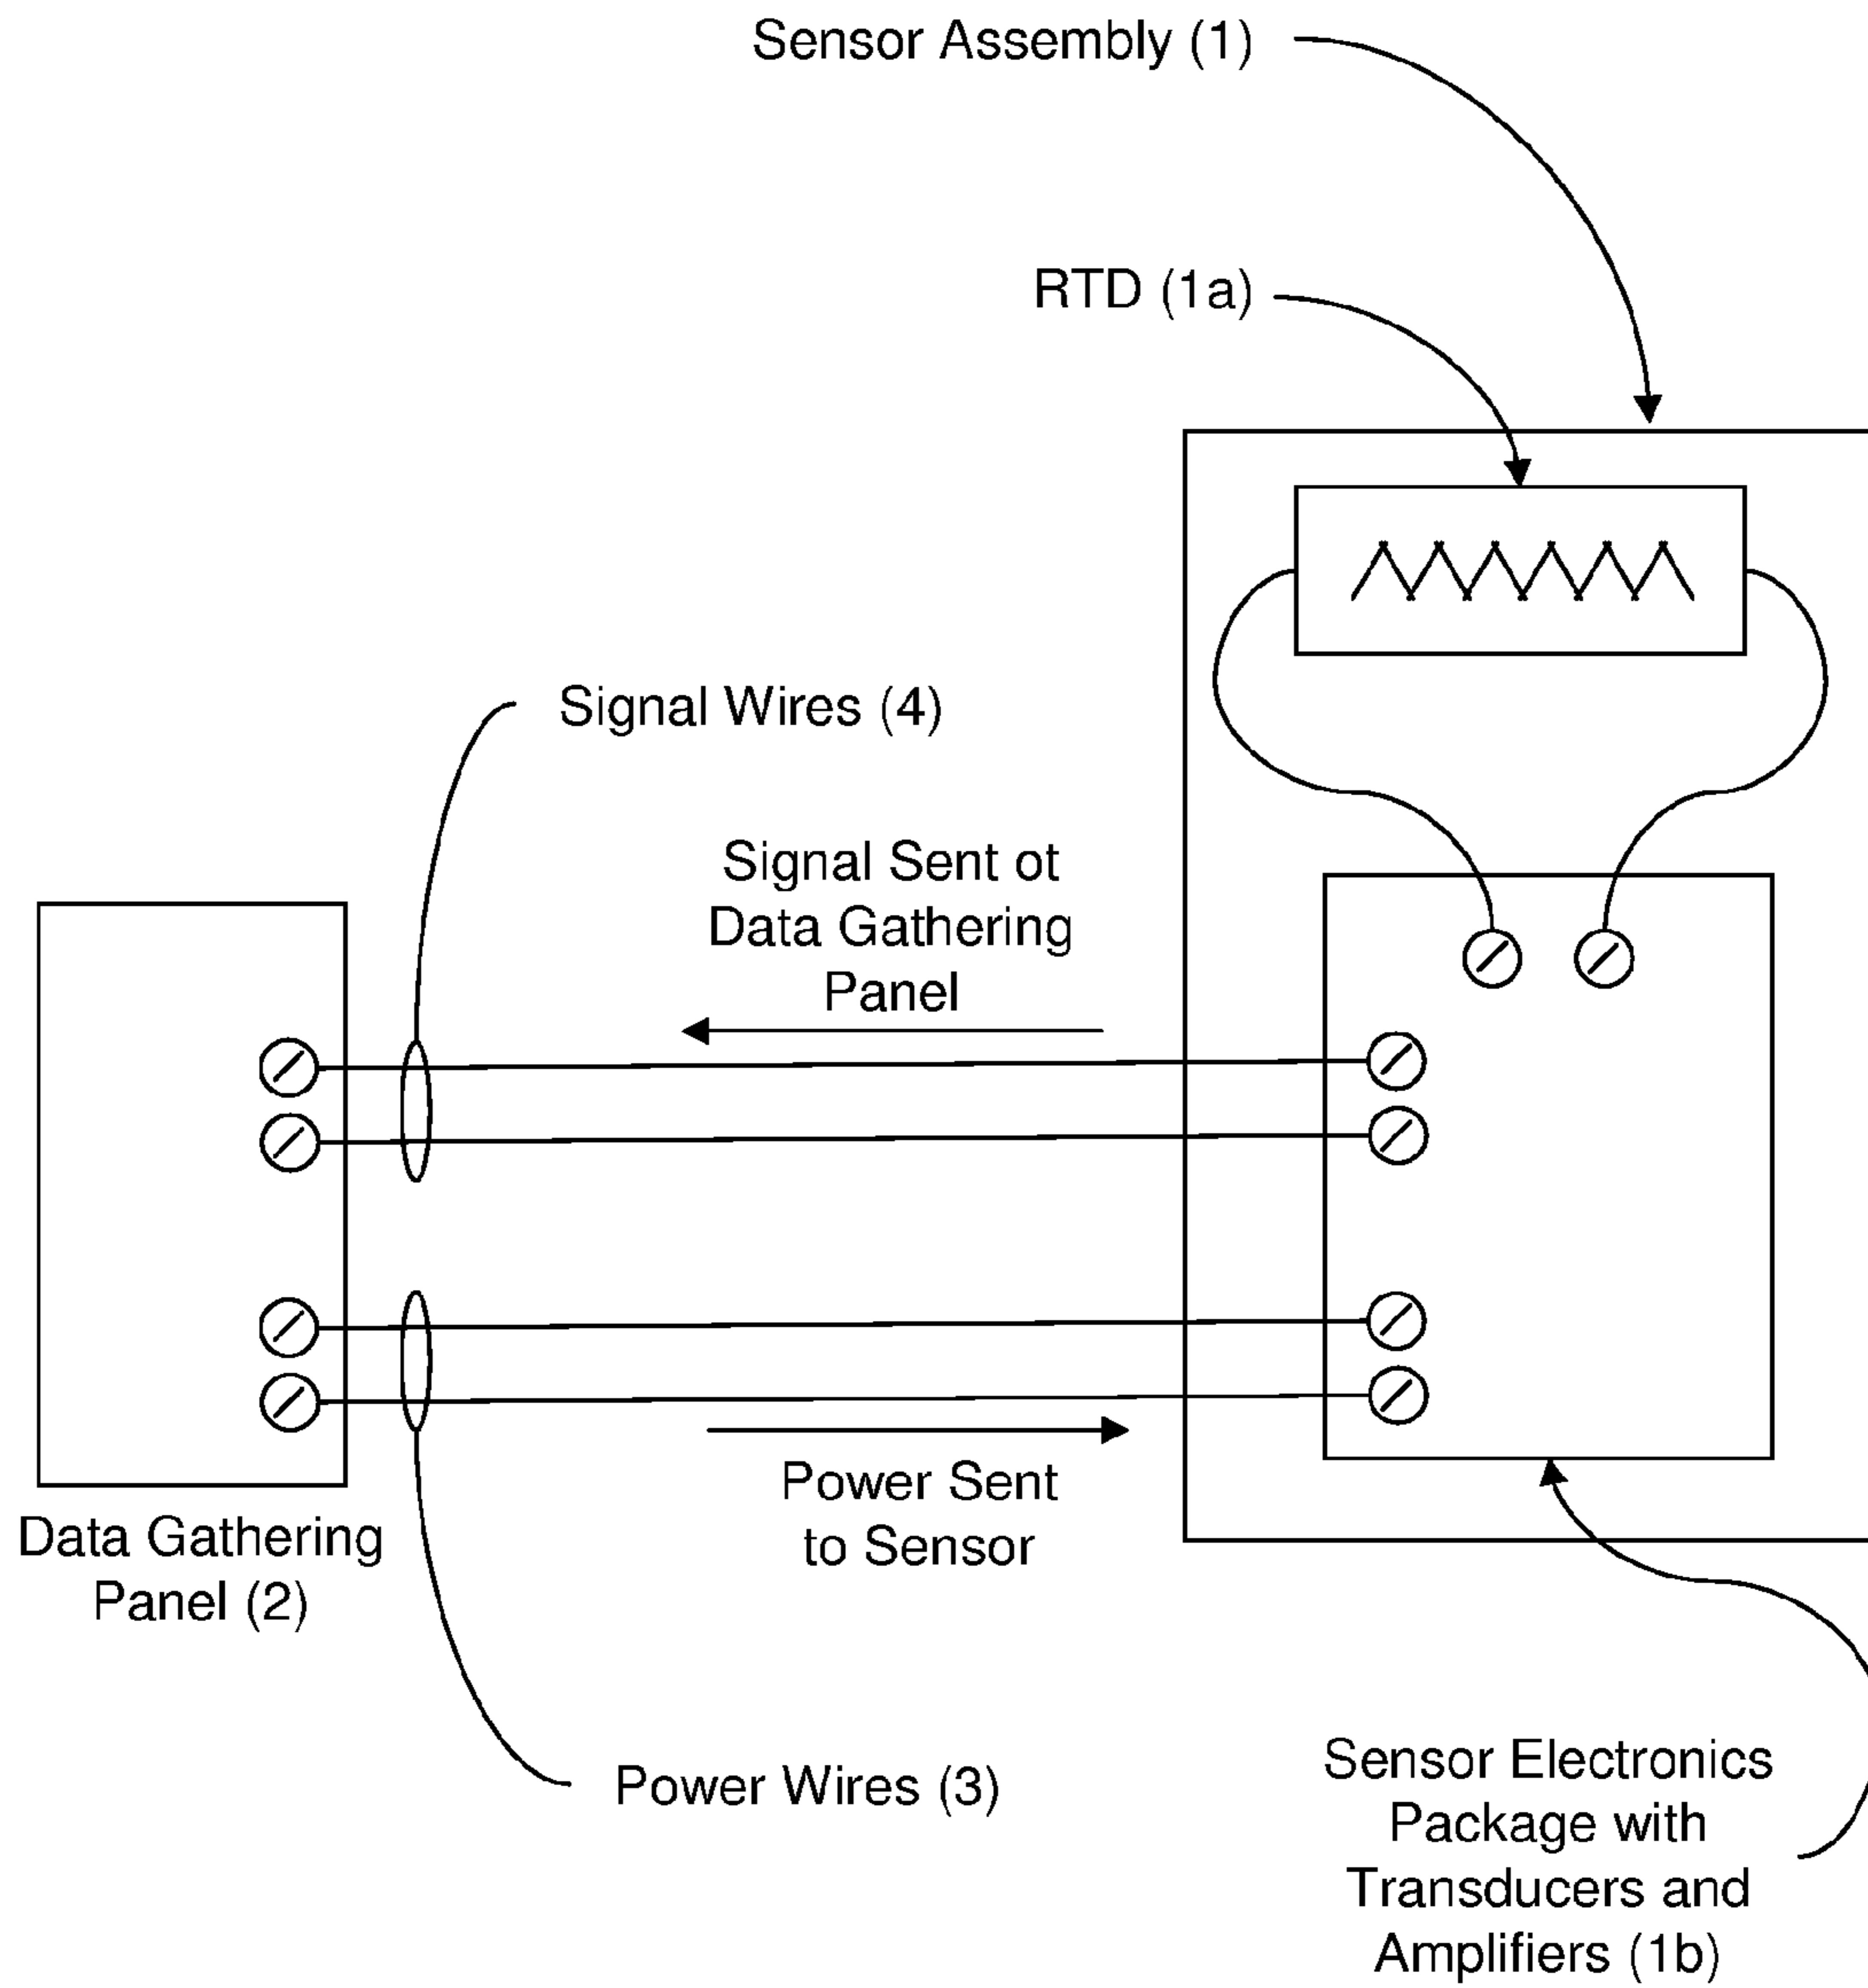 Sensor Assembly (1)
RTD (1a)
Signal Wires (4)
Signal Sent ot
Data Gathering
Panel
Power Sent
to Sensor
Data Gathering
Panel (2)
Power Wires (3)
Sensor Electronics
Package with
Transducers and
Amplifiers (1b)